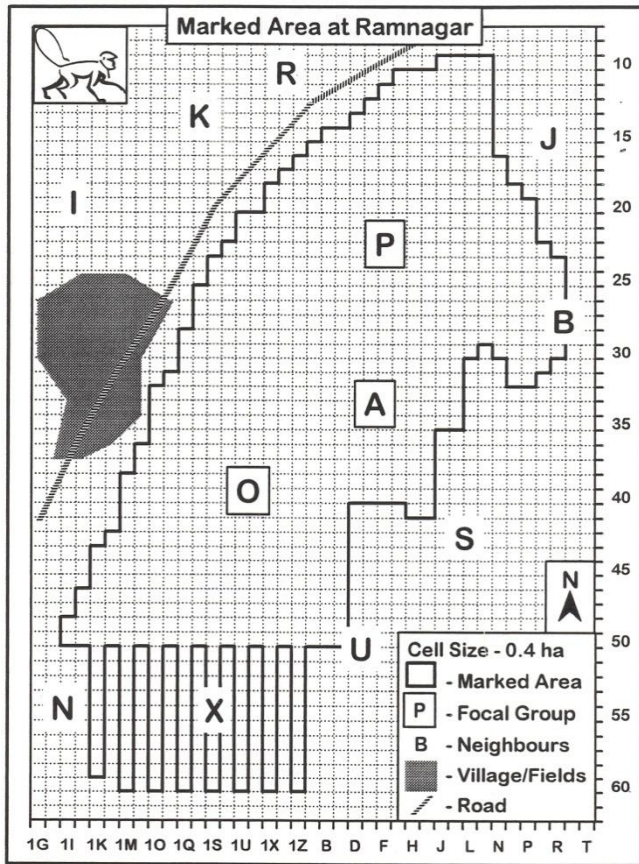 Marked Area at Ramnagar
R
K
J
I
P
B
A
O
S
N
U
N
X
10
15
20
25
30
35
40
45
50
55
60
Cell Size - 0.4 ha
- Marked Area
P - Focal Group
B - Neighbours
- Village/Fields
- Road
1G 1I 1K 1M 1O 1Q 1S 1U 1X 1Z B D F H J L N P R T